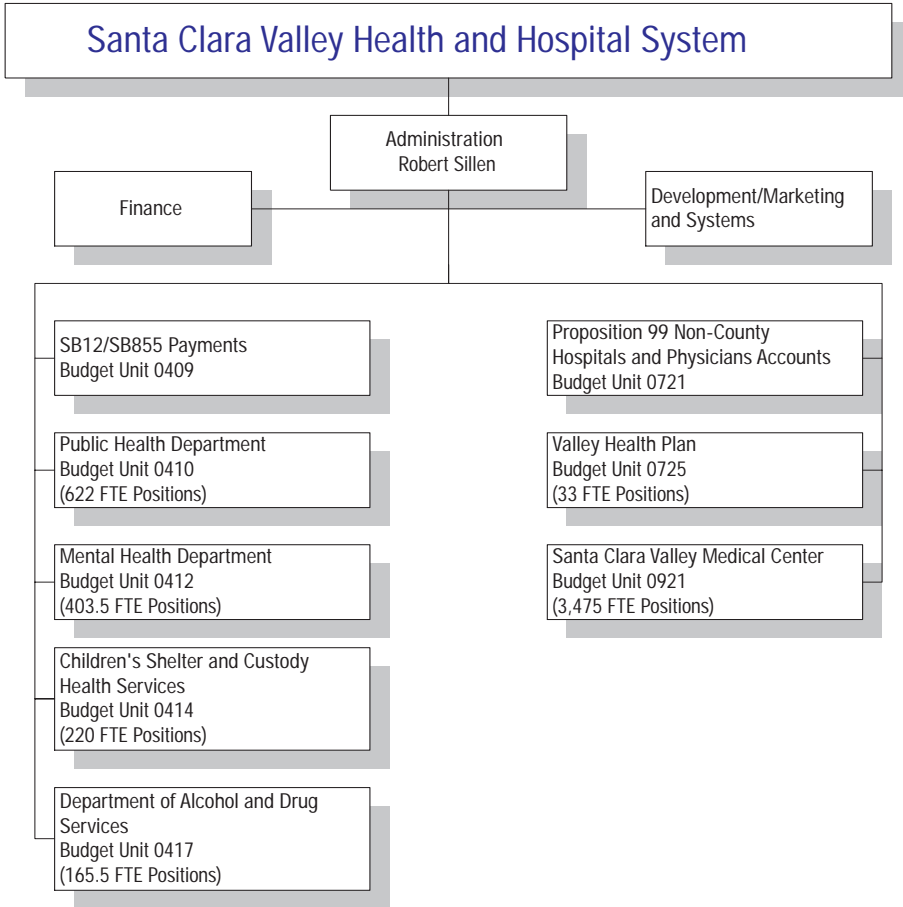 Santa Clara Valley Health and Hospital System
Administration
Robert Sillen
Finance
Development/Marketing
and Systems
SB12/SB855 Payments
Budget Unit 0409
Public Health Department
Budget Unit 0410
(622 FTE Positions)
Mental Health Department
Budget Unit 0412
(403.5 FTE Positions)
Children's Shelter and Custody
Health Services
Budget Unit 0414
(220 FTE Positions)
Department of Alcohol and Drug
Services
Budget Unit 0417
(165.5 FTE Positions)
Proposition 99 Non-County
Hospitals and Physicians Accounts
Budget Unit 0721
Valley Health Plan
Budget Unit 0725
(33 FTE Positions)
Santa Clara Valley Medical Center
Budget Unit 0921
(3,475 FTE Positions)